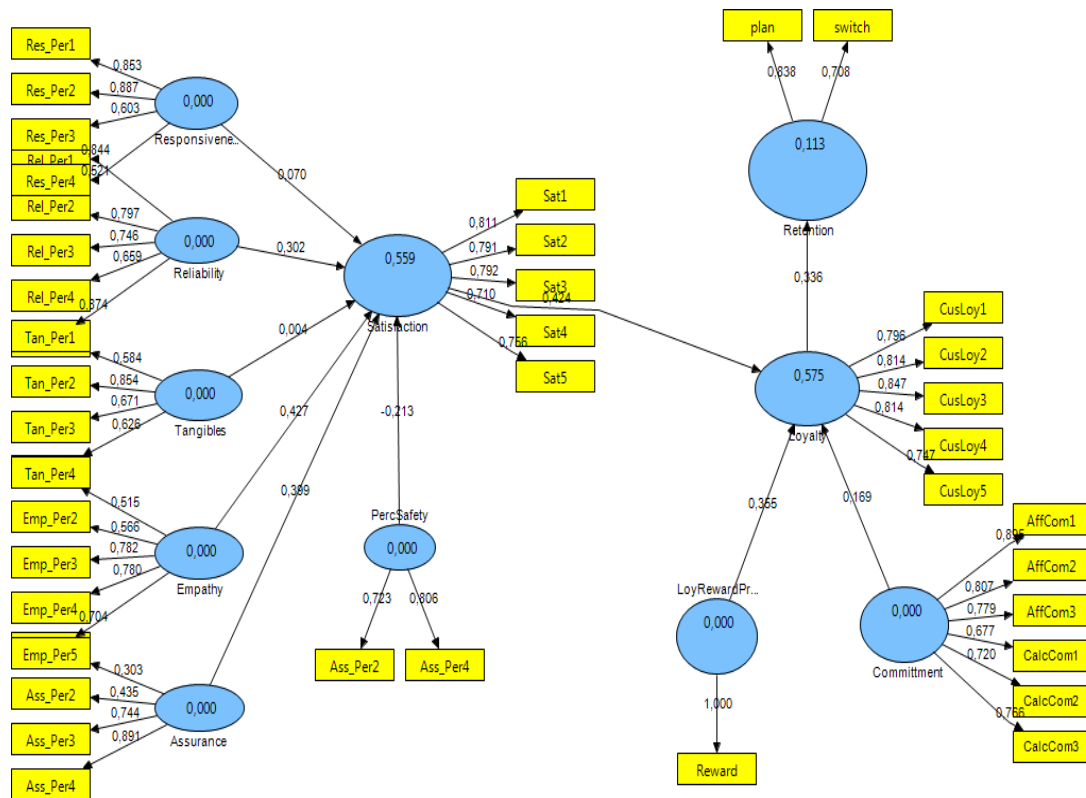 plan
switch
0,838
0,708
0,113
Retention
0,336
Res_Per1
Res_Per2
Res_Per3
Rel_Per1
Res_Per4
0,853
0,887
0,603
0,844
0,521
0,000
Responsivene...
0,070
Rel_Per2
Rel_Per3
Rel_Per4
0,797
0,746
0,659
0,874
0,000
Reliability
0,302
Tan_Per1
Tan_Per2
Tan_Per3
Tan_Per4
0,584
0,854
0,671
0,626
0,000
Tangibles
0,004
Emp_Per2
Emp_Per3
Emp_Per4
Emp_Per5
0,515
0,566
0,782
0,780
0,704
0,000
Empathy
0,427
Ass_Per2
Ass_Per3
Ass_Per4
0,303
0,435
0,744
0,891
0,000
Assurance
0,399
0,559
Satisfaction
0,811
0,791
0,792
0,710
Sat1
Sat2
Sat3
Sat4
Sat5
0,424
-0,213
PercSafety
0,000
0,723
0,806
Ass_Per2
Ass_Per4
0,575
Loyalty
0,796
0,814
0,847
0,814
0,747
CusLoy1
CusLoy2
CusLoy3
CusLoy4
CusLoy5
0,355
0,169
LoyRewardPr...
0,000
1,000
Reward
0,000
Committment
0,807
0,779
0,677
0,720
0,766
AffCom1
AffCom2
AffCom3
CalcCom1
CalcCom2
CalcCom3